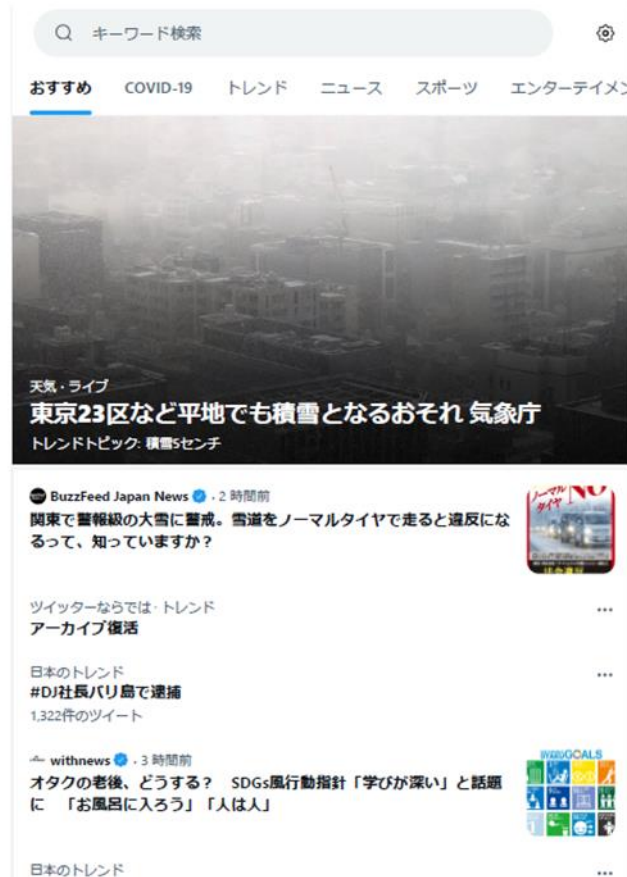 キーワード検索
おすすめ COVID-19 トレンド ニュース スポーツ エンターテイメン
天気・ライブ
東京23区など平地でも積雪となるおそれ 気象庁
トレンドトピック: 積雪5センチ
BuzzFeed Japan News · 2 時間前
関東で警報級の大雪に警戒。雪道をノーマルタイヤで走ると違反にな
るって、知っていますか？
ノーマル
タイヤ NO
ツイッターならでは · トレンド
アーカイブ復活
日本のトレンド
#DJ社長バリ島で逮捕
1,322件のツイート
withnews · 3 時間前
オタクの老後、どうする？　SDGs風行動指針「学びが深い」と話題
に　「お風呂に入ろう」「人は人」
GOALS
日本のトレンド